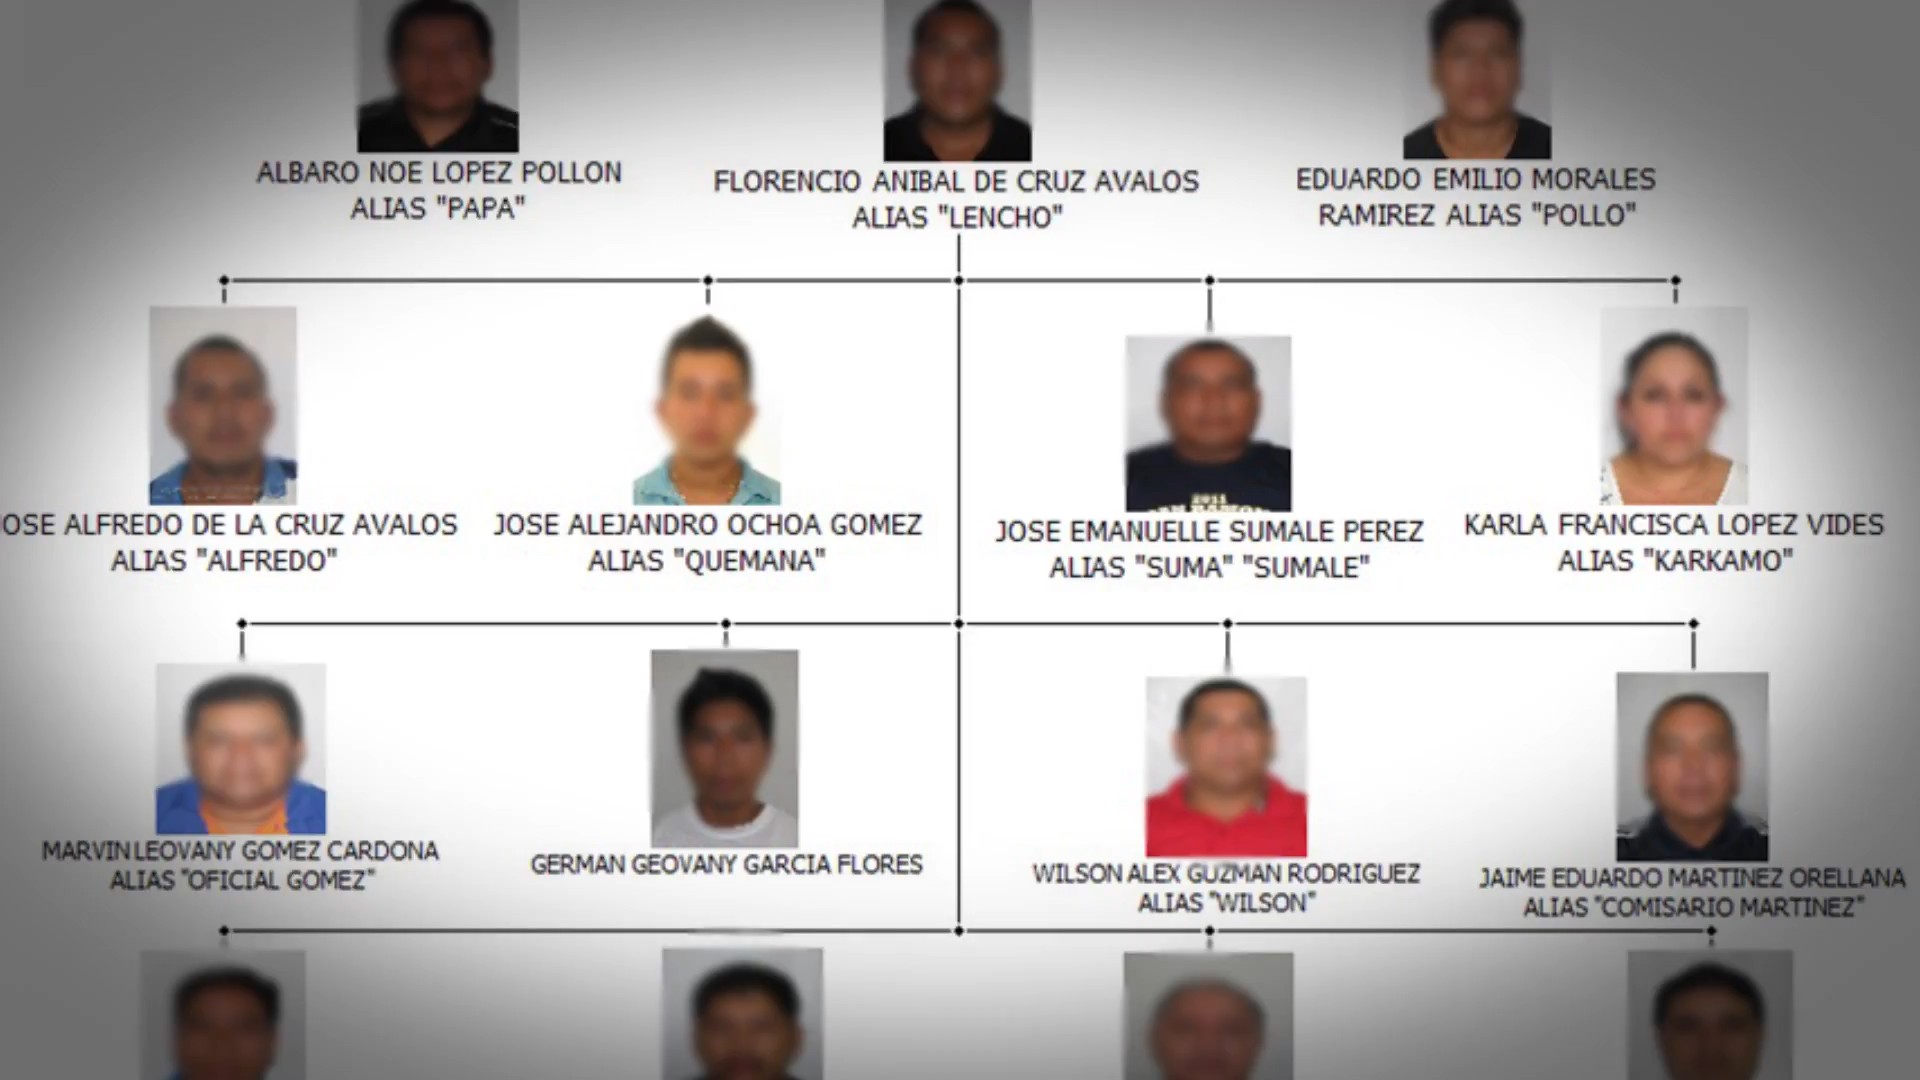 ALBARO NOE LOPEZ POLLON
ALIAS "PAPA"
FLORENCIO ANIBAL DE CRUZ AVALOS
ALIAS "LENCHO"
EDUARDO EMILIO MORALES
RAMIREZ ALIAS "POLLO"
JOSE ALFREDO DE LA CRUZ AVALOS
ALIAS "ALFREDO"
JOSE ALEJANDRO OCHOA GOMEZ
ALIAS "QUEMANA"
2011
JOSE EMANUELLE SUMALE PEREZ
ALIAS "SUMA" "SUMALE"
KARLA FRANCISCA LOPEZ VIDES
ALIAS "KARKAMO"
MARVIN LEOVANY GOMEZ CARDONA
ALIAS "OFICIAL GOMEZ"
GERMAN GEOVANY GARCIA FLORES
WILSON ALEX GUZMAN RODRIGUEZ
ALIAS "WILSON"
JAIME EDUARDO MARTINEZ ORELLANA
ALIAS "COMISARIO MARTINEZ"